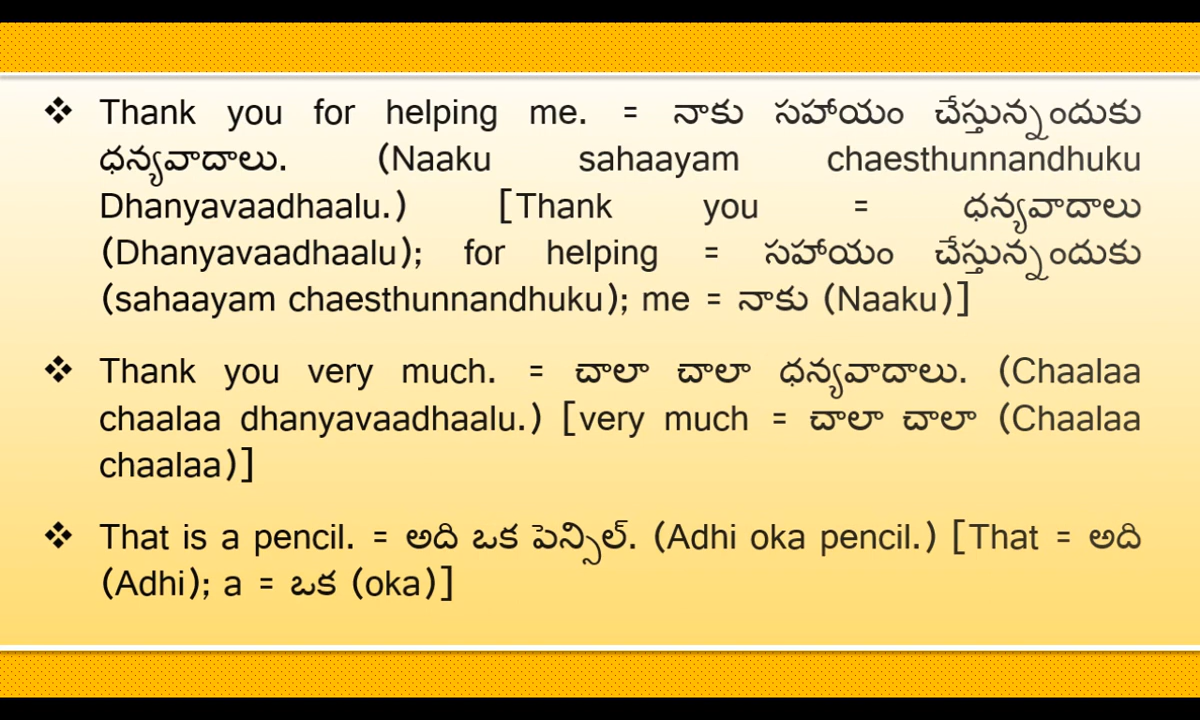 ❖ Thank you for helping me. = నాకు సహాయం చేస్తున్నందుకు
ధన్యవాదాలు. (Naaku sahaayam chaesthunnandhuku
Dhanyavaadhaalu.) [Thank you = ధన్యవాదాలు
(Dhanyavaadhaalu); for helping = సహాయం చేస్తున్నందుకు
(sahaayam chaesthunnandhuku); me = నాకు (Naaku)]
❖ Thank you very much. = చాలా చాలా ధన్యవాదాలు. (Chaalaa
chaalaa dhanyavaadhaalu.) [very much = చాలా చాలా (Chaalaa
chaalaa)]
❖ That is a pencil. = అది ఒక పెన్సిల్. (Adhi oka pencil.) [That = అది
(Adhi); a = ఒక (oka)]